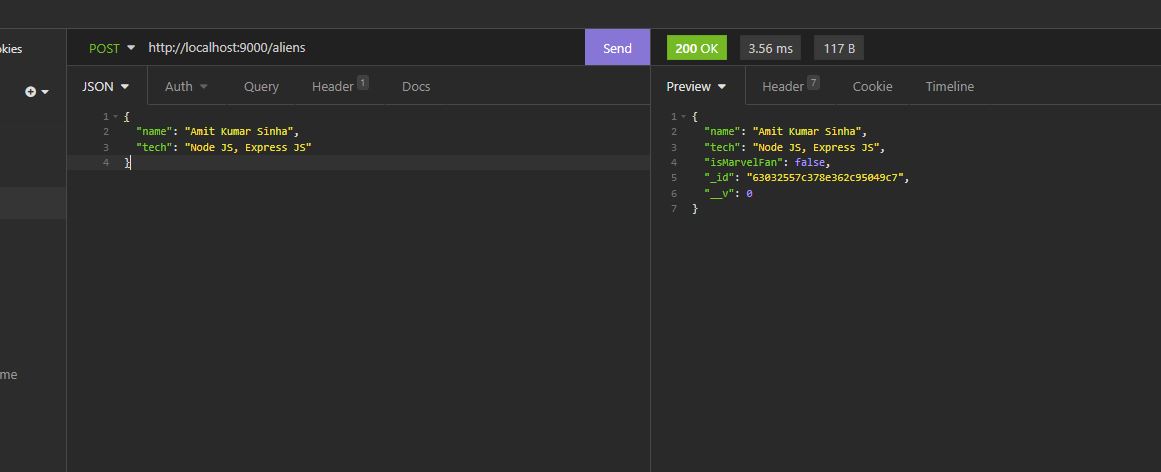 okies
POST http://localhost:9000/aliens Send
200 OK 3.56 ms 117 B
JSON Auth Query Header 1 Docs
Preview Header 7 Cookie Timeline
1 {
2 "name": "Amit Kumar Sinha",
3 "tech": "Node JS, Express JS"
4 }
1 {
2 "name": "Amit Kumar Sinha",
3 "tech": "Node JS, Express JS",
4 "isMarvelFan": false,
5 "_id": "63032557c378e362c95049c7",
6 "__v": 0
7 }
me